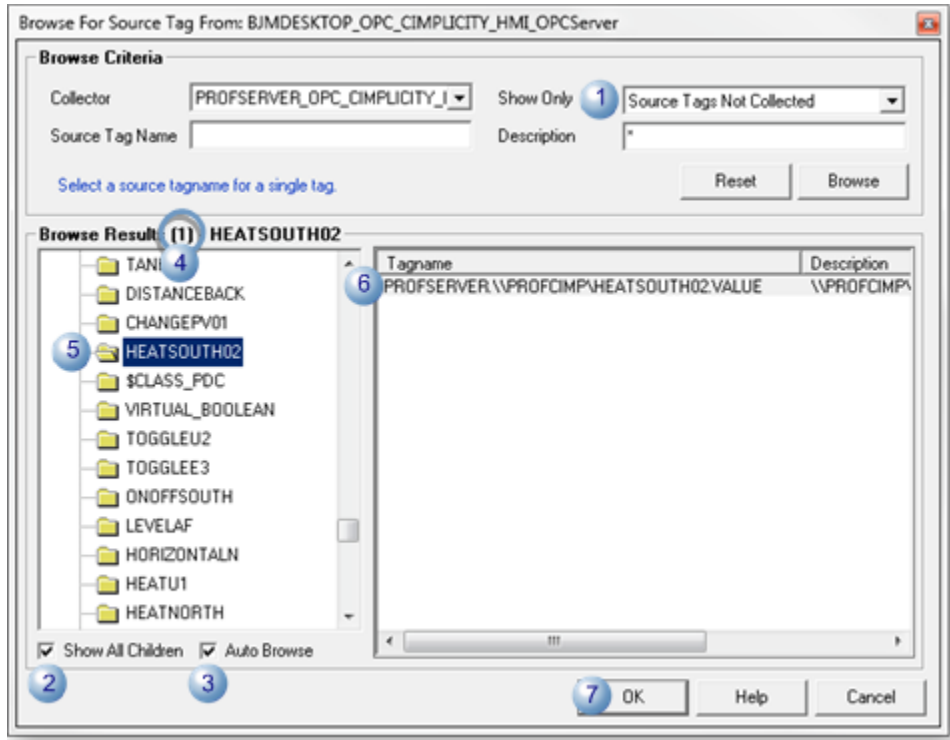 Browse For Source Tag From: BJMDESKTOP_OPC_CIMPLICITY_HMI_OPCServer
Browse Criteria
Collector PROFSERVER_OPC_CIMPLICITY_I Show Only 1 Source Tags Not Collected
Source Tag Name Description *
Select a source tagname for a single tag. Reset Browse
Browse Result (1) HEATSOUTH02
4 Tagname Description
6 PROFSERVER.\\PROFCIMP\HEATSOUTH02.VALUE \\PROFCIMP\
DISTANCEBACK
CHANGEPV01
5 HEATSOUTH02
$CLASS_PDC
VIRTUAL_BOOLEAN
TOGGLEU2
TOGGLEE3
ONOFFSOUTH
LEVELAF
HORIZONTALN
HEATU1
HEATNORTH
Show All Children Auto Browse
2 3
7 OK Help Cancel